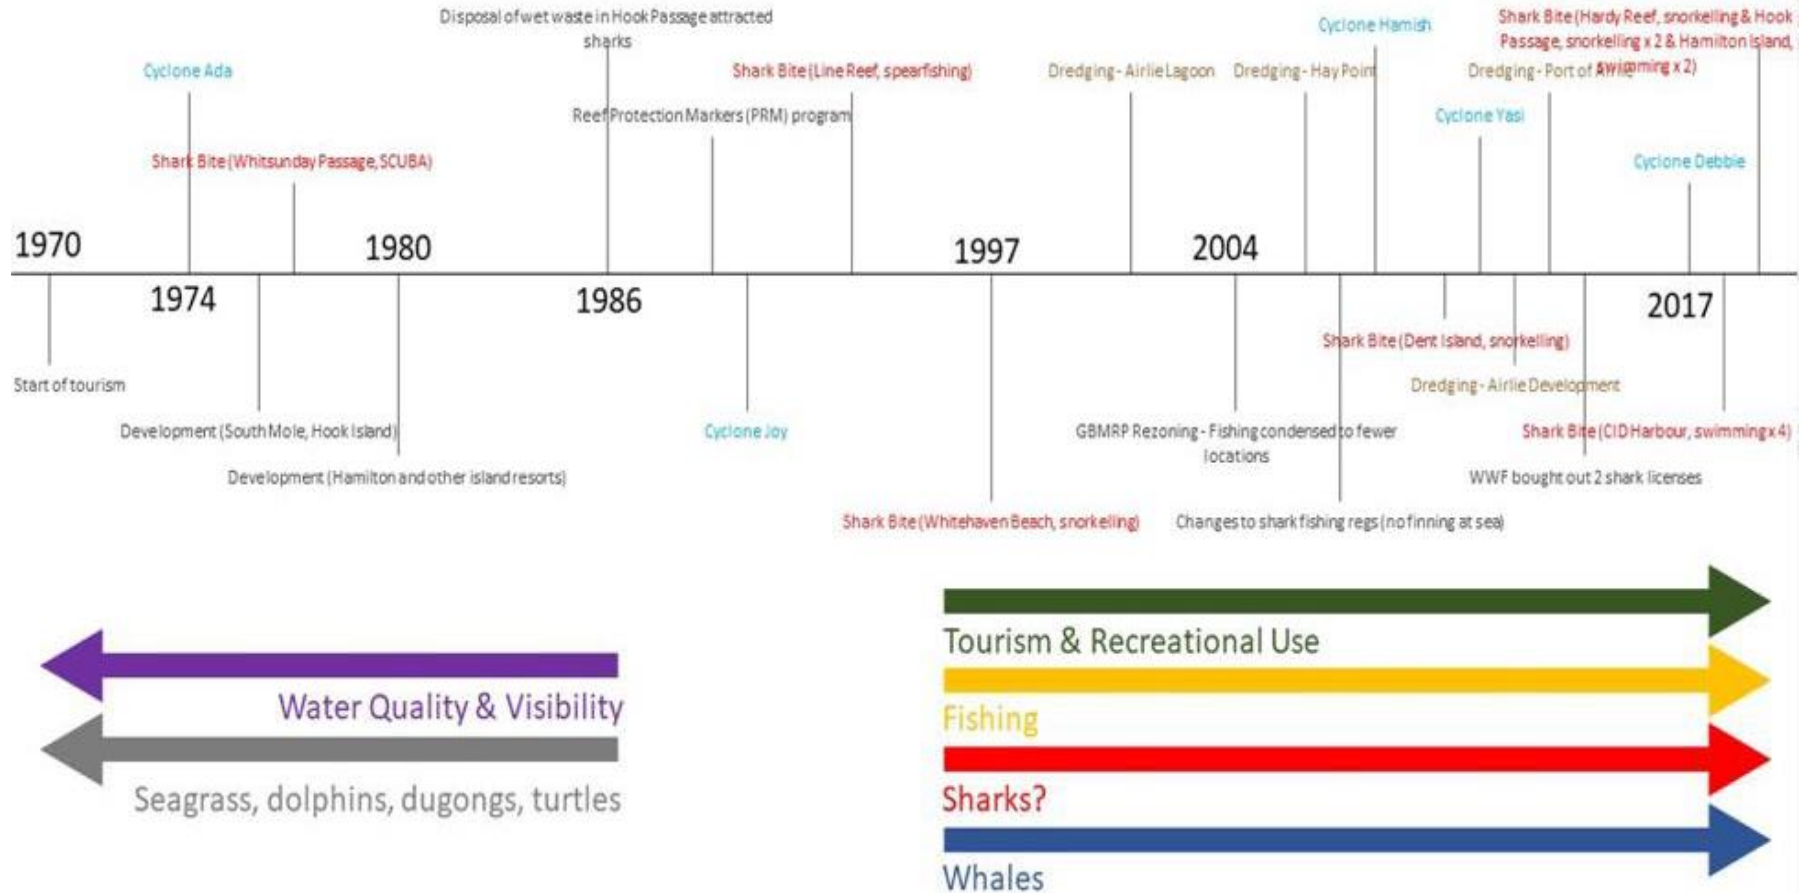 Disposal of wet waste in Hook Passage attracted
sharks
Cyclone Hamish
Shark Bite (Hardy Reef, snorkelling & Hook
Passage, snorkelling x 2 & Hamilton Island,
swimming x 2)
Cyclone Ada
Shark Bite (Line Reef, spearfishing)
Dredging - Airlie Lagoon
Dredging - Hay Point
Dredging - Port of Airlie
Reef Protection Markers (PRM) program
Cyclone Yasi
Shark Bite (Whitsunday Passage, SCUBA)
Cyclone Debbie
1970
1980
1997
2004
1974
1986
2017
Shark Bite (Dent Island, snorkelling)
Start of tourism
Dredging - Airlie Development
Development (South Mole, Hook Island)
Cyclone Joy
GBMRP Rezoning - Fishing condensed to fewer
locations
Shark Bite (CID Harbour, swimming x 4)
Development (Hamilton and other island resorts)
WWF bought out 2 shark licenses
Shark Bite (Whitehaven Beach, snorkelling)
Changes to shark fishing regs (no finning at sea)
Tourism & Recreational Use
Water Quality & Visibility
Fishing
Seagrass, dolphins, dugongs, turtles
Sharks?
Whales